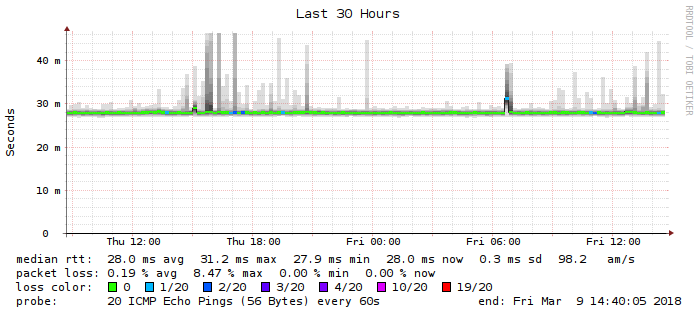 Last 30 Hours
RRDTOOL / TOBI OETIKER
Seconds
40 m
30 m
20 m
10 m
0
Thu 12:00 Thu 18:00 Fri 00:00 Fri 06:00 Fri 12:00
median rtt: 28.0 ms avg 31.2 ms max 27.9 ms min 28.0 ms now 0.3 ms sd 98.2 am/s
packet loss: 0.19 % avg 8.47 % max 0.00 % min 0.00 % now
loss color: 0 1/20 2/20 3/20 4/20 10/20 19/20
probe: 20 ICMP Echo Pings (56 Bytes) every 60s end: Fri Mar 9 14:40:05 2018